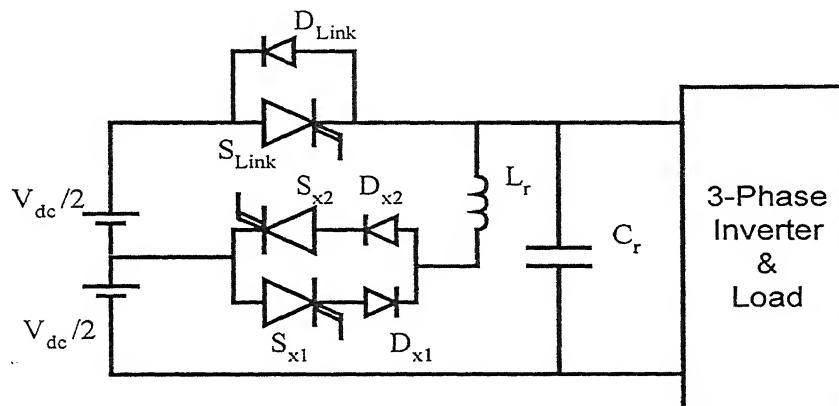 D_Link
S_Link
V_dc/2
S_x2
D_x2
L_r
C_r
3-Phase
Inverter
&
Load
V_dc/2
S_x1
D_x1